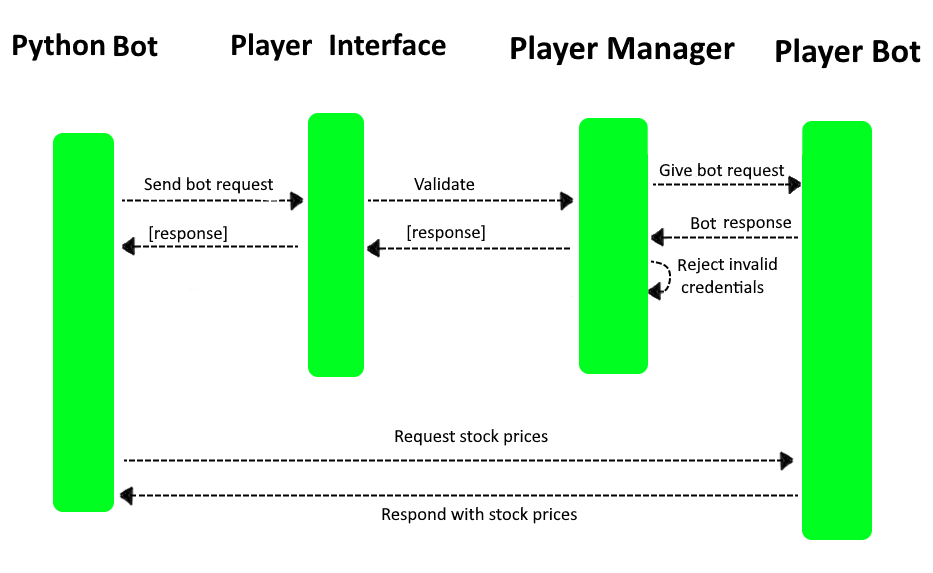 Python Bot
Player Interface
Player Manager
Player Bot
Send bot request
Validate
Give bot request
[response]
[response]
Bot response
Reject invalid
credentials
Request stock prices
Respond with stock prices